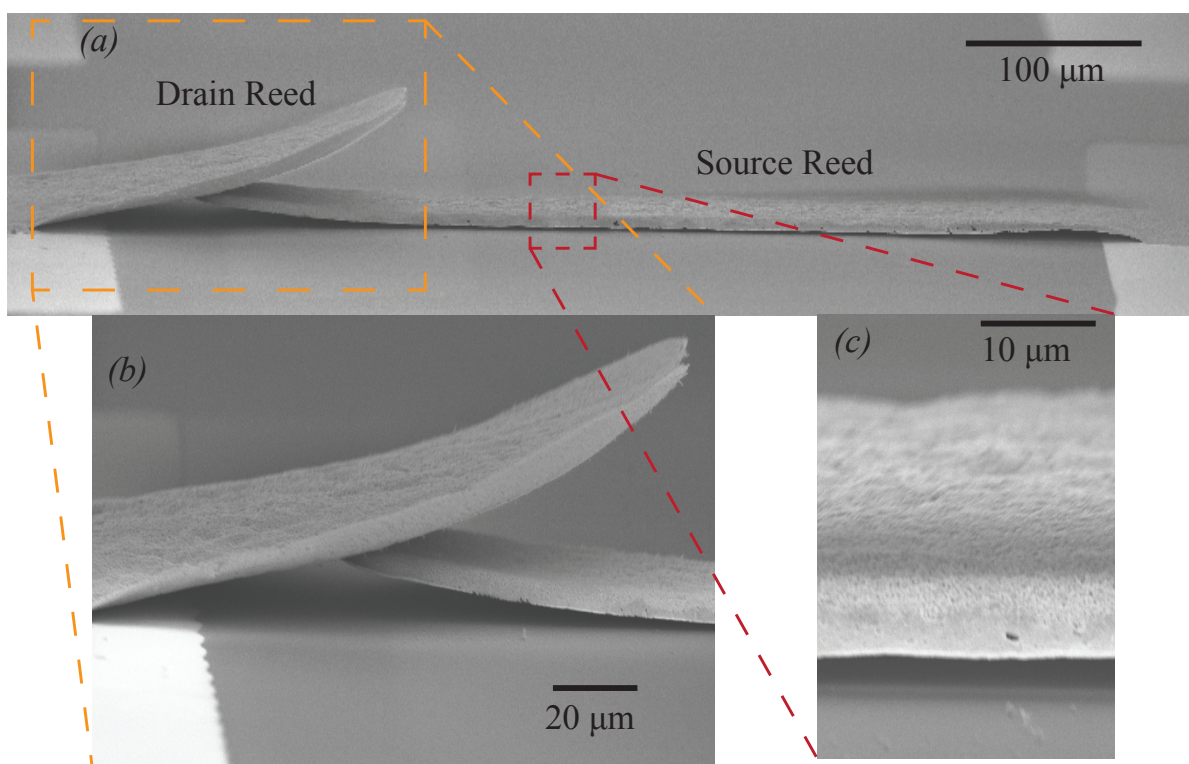 (a)
100 μm
Drain Reed
Source Reed
(b)
20 μm
(c)
10 μm